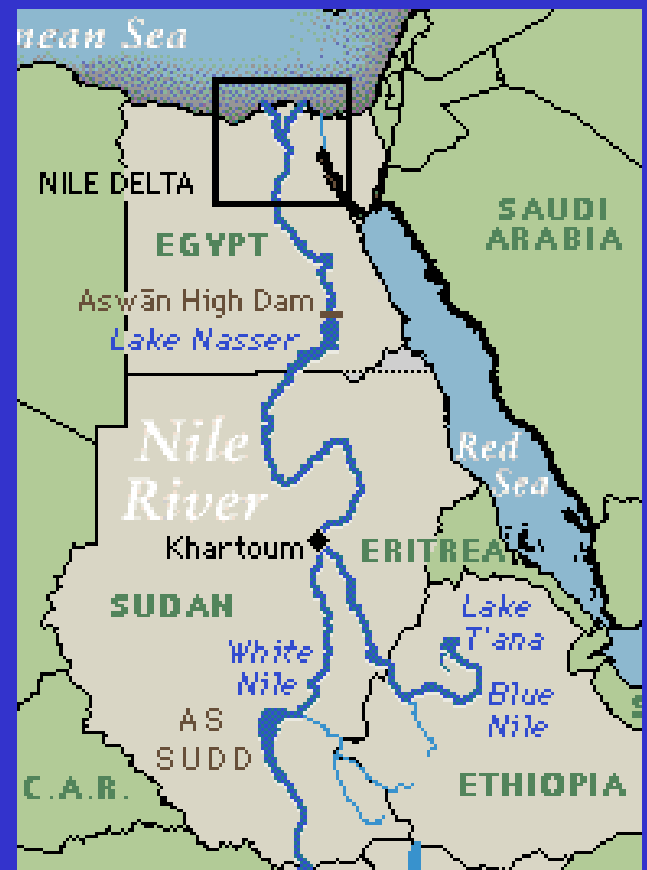 nean Sea
NILE DELTA
SAUDI
ARABIA
EGYPT
Aswān High Dam
Lake Nasser
Nile
River
Red
Sea
Khartoum
ERITREA
SUDAN
Lake
T'ana
White
Nile
Blue
Nile
AS
SUDD
C.A.R.
ETHIOPIA
S